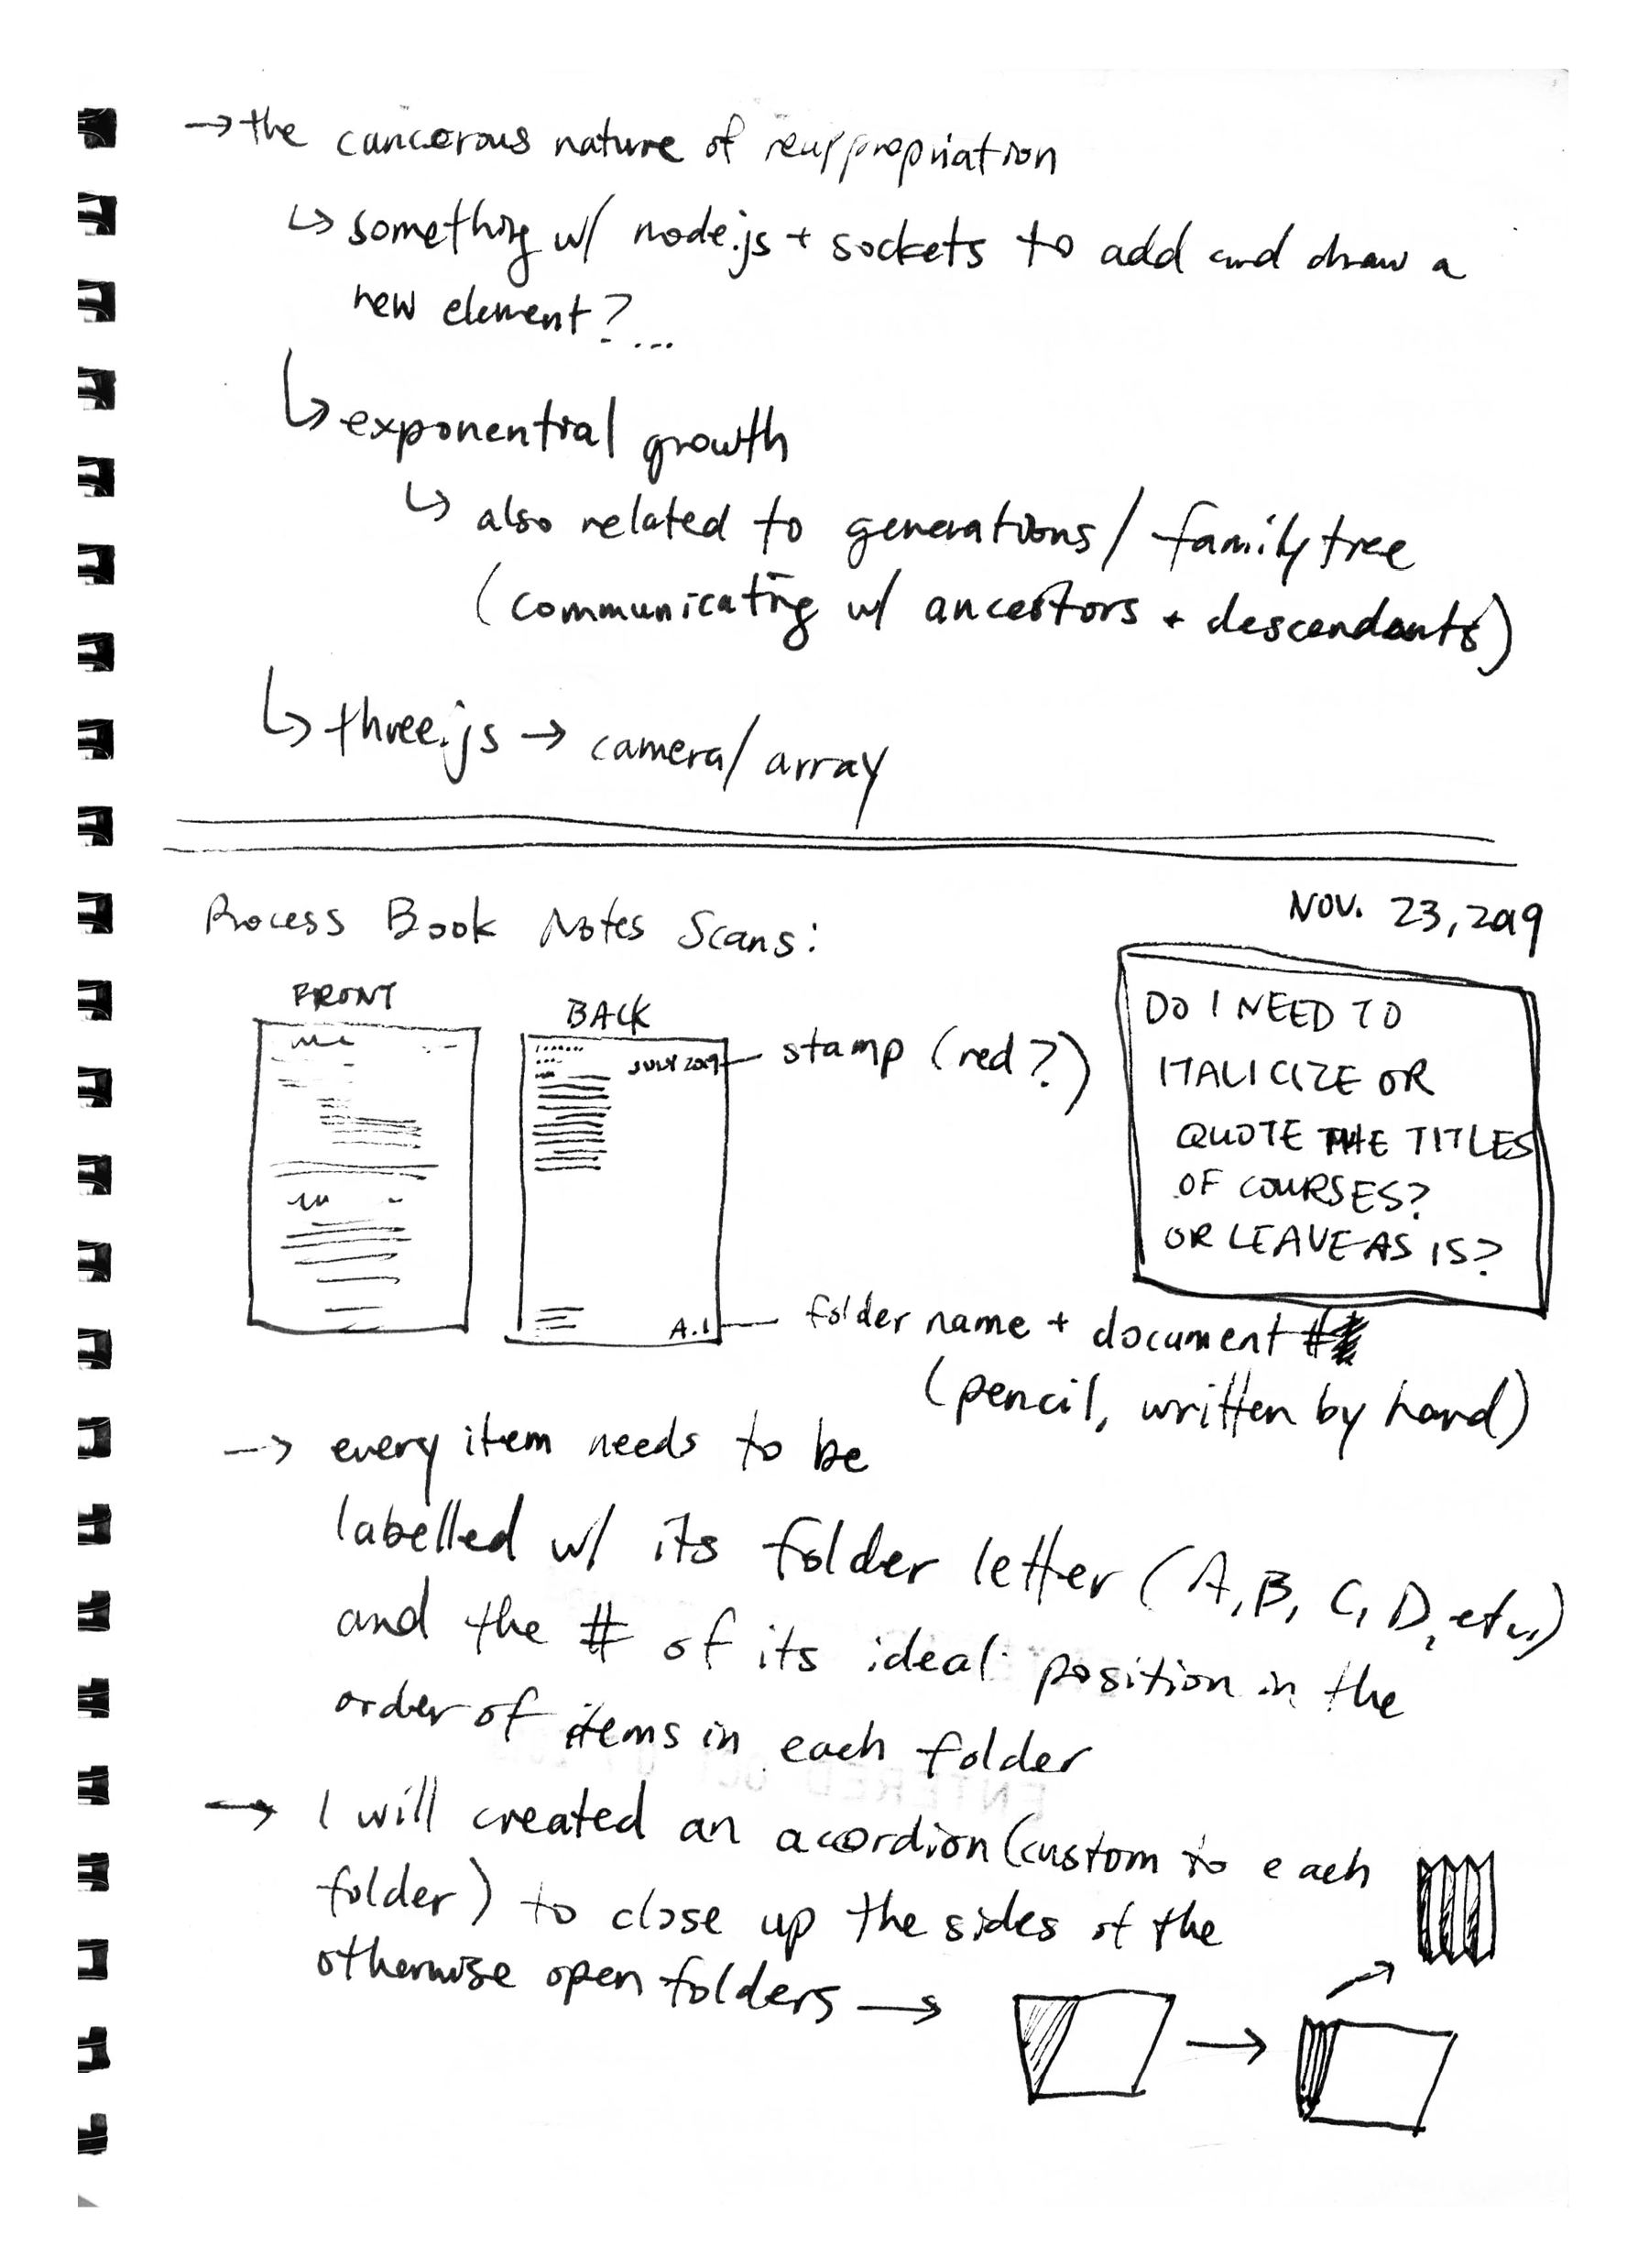 → the cancerous nature of reappropriation
↳ something w/ node.js + sockets to add and draw a
new element?...
↳ exponential growth
↳ also related to generations / family tree
(communicating w/ ancestors + descendants)
↳ three.js → camera / array
NOV. 23, 2019
Process Book Notes Scans:
FRONT
BACK
JULY 2019
stamp (red?)
A.1
folder name + document #
(pencil, written by hand)
DO I NEED TO
ITALICIZE OR
QUOTE THE TITLES
OF COURSES?
OR LEAVE AS IS?
→ every item needs to be
labelled w/ its folder letter (A, B, C, D, etc.)
and the # of its ideal position in the
order of items in each folder
→ I will created an acordion (custom to each
folder) to close up the sides of the
otherwise open folders →
ENTERED OCT